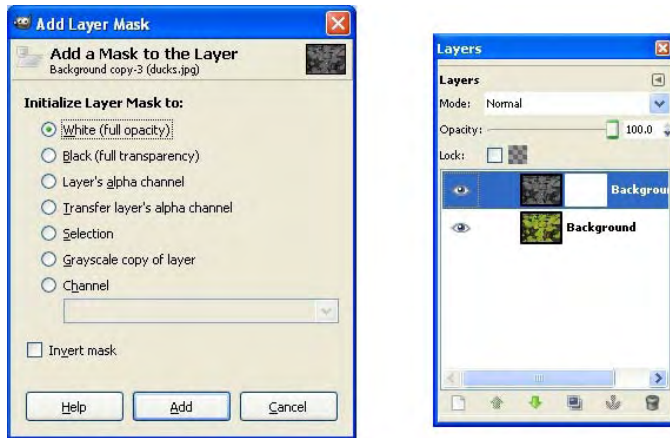 Add Layer Mask
Add a Mask to the Layer
Background copy-3 (ducks.jpg)
Initialize Layer Mask to:
White (full opacity)
Black (full transparency)
Layer's alpha channel
Transfer layer's alpha channel
Selection
Grayscale copy of layer
Channel
Invert mask
Help
Add
Cancel
Layers
Layers
Mode: Normal
Opacity: 100.0
Lock:
Backgrou
Background